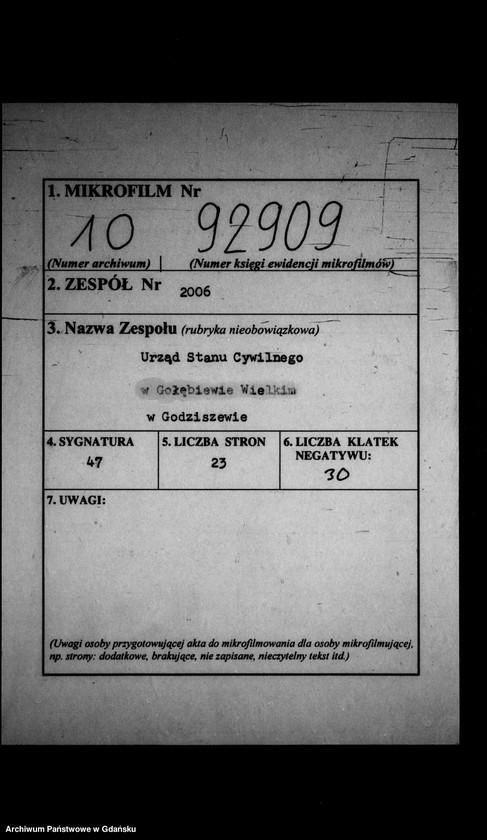 1. MIKROFILM Nr
10 92909
(Numer archiwum) (Numer księgi ewidencji mikrofilmów)
2. ZESPÓŁ Nr 2006
3. Nazwa Zespołu (rubryka nieobowiązkowa)
Urząd Stanu Cywilnego
w Gołębiewie Wielkim
w Godziszewie
4. SYGNATURA
47
5. LICZBA STRON
23
6. LICZBA KLATEK
NEGATYWU:
30
7. UWAGI:
(Uwagi osoby przygotowującej akta do mikrofilmowania dla osoby mikrofilmującej,
np. strony: dodatkowe, brakujące, nie zapisane, nieczytelny tekst itd.)
Archiwum Państwowe w Gdańsku